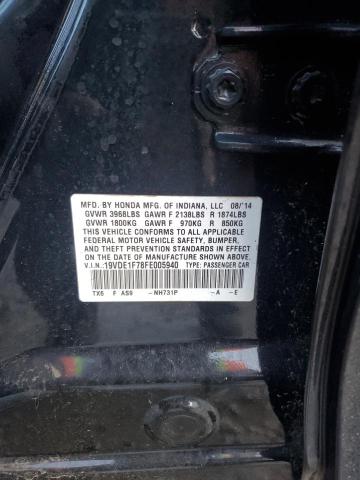 MFD. BY HONDA MFG. OF INDIANA, LLC 08/'14
GVWR 3968LBS GAWR F 2138LBS R 1874LBS
GVWR 1800KG GAWR F 970KG R 850KG
THIS VEHICLE CONFORMS TO ALL APPLICABLE
FEDERAL MOTOR VEHICLE SAFETY, BUMPER,
AND THEFT PREVENTION STANDARDS IN EFFECT
ON THE DATE OF MANUFACTURE SHOWN ABOVE.
V.I.N.:19VDE1F78FE005940 TYPE: PASSENGER CAR
TX6 F AS9 -NH731P -A -E